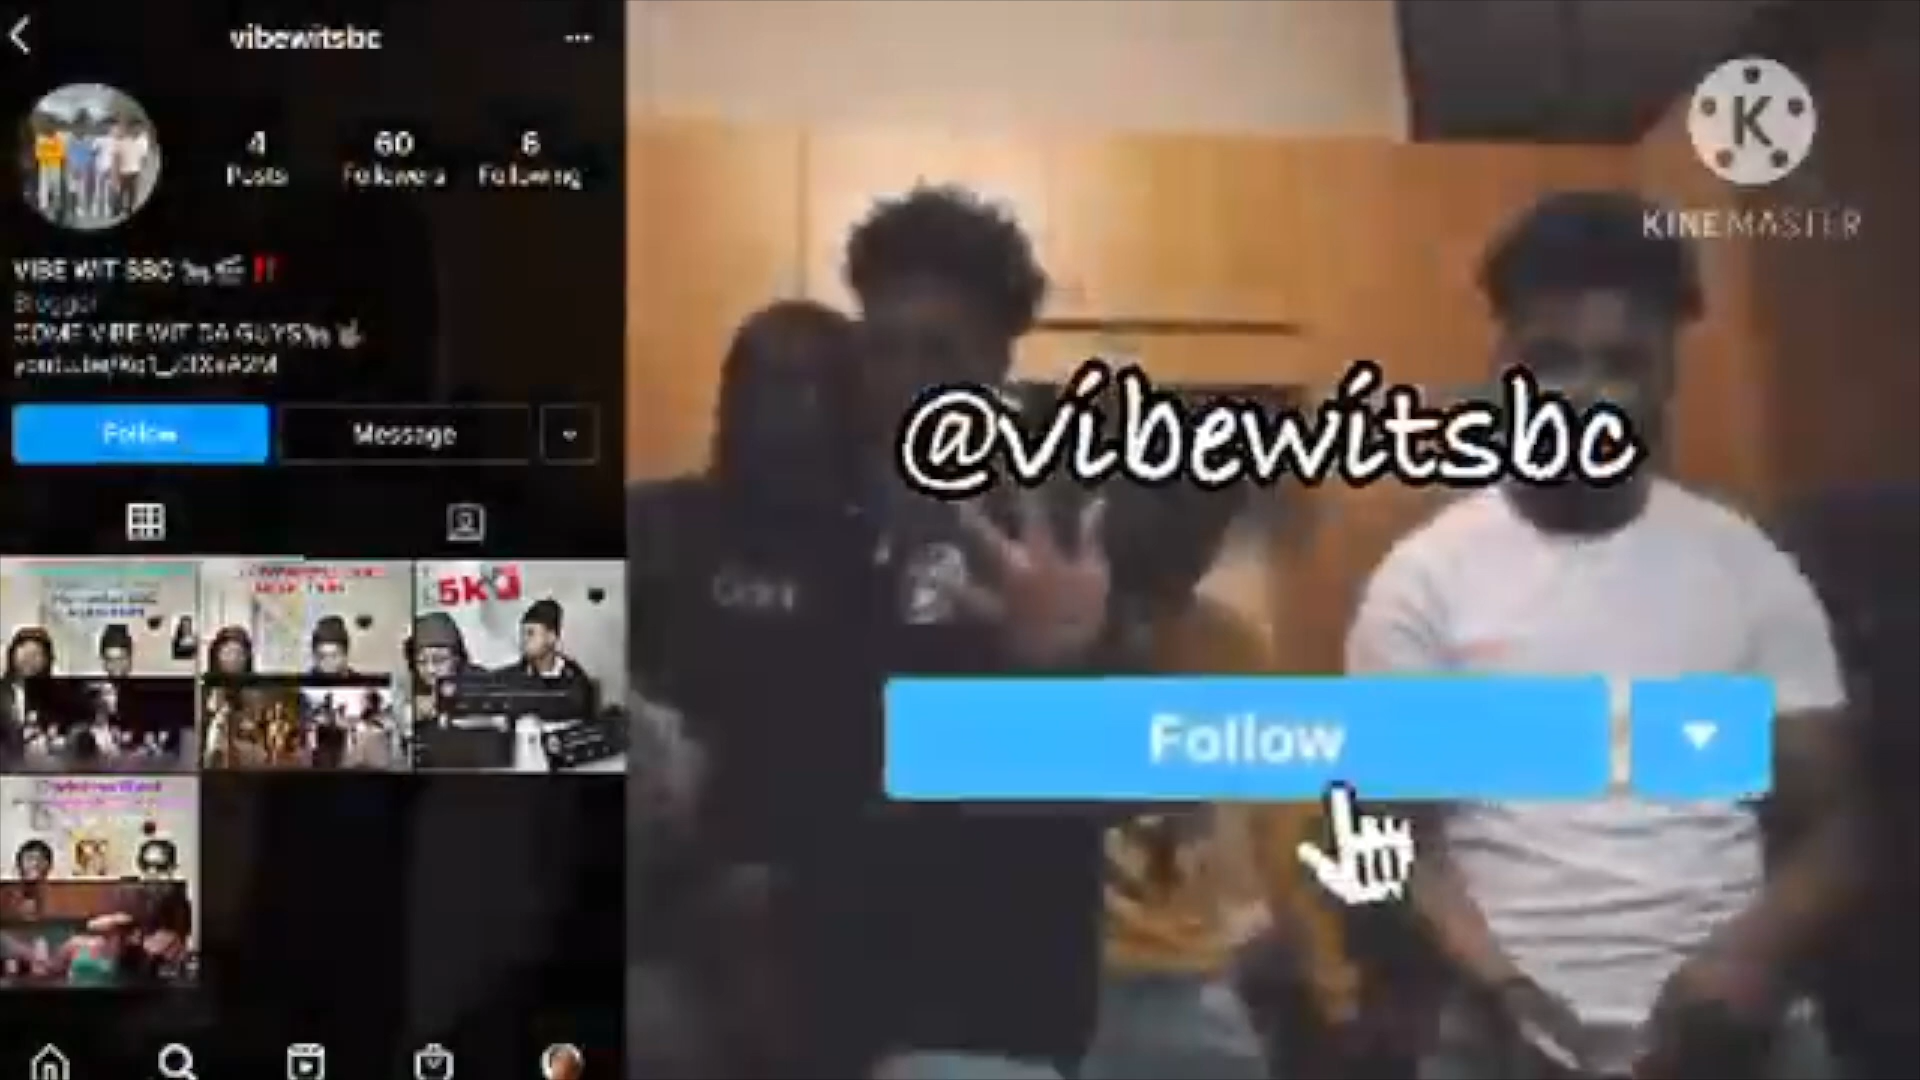 vibewitsbc
4 60 6
Posts Followers Following
VIBE WIT SBC
Blogger
COME VIBE WIT DA GUYS
Follow Message
5K
KINEMASTER
@vibewitsbc
Follow